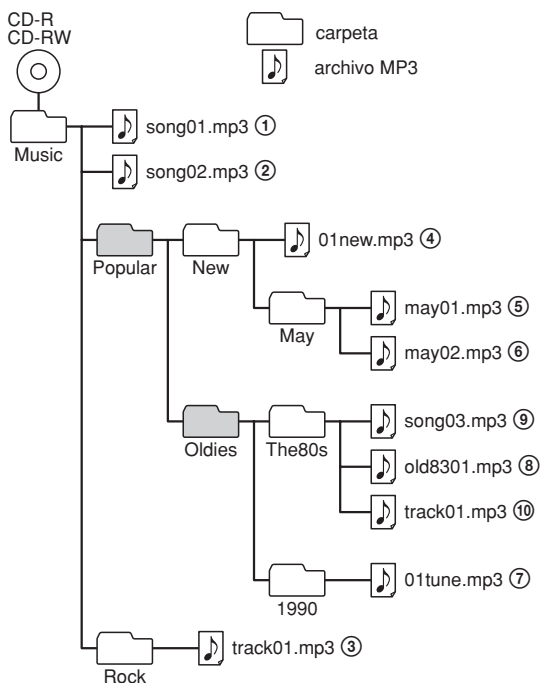 CD-R
CD-RW
carpeta
archivo MP3
Music
song01.mp3 ①
song02.mp3 ②
Popular
New
01new.mp3 ④
May
may01.mp3 ⑤
may02.mp3 ⑥
Oldies
The80s
song03.mp3 ⑨
old8301.mp3 ⑧
track01.mp3 ⑩
1990
01tune.mp3 ⑦
Rock
track01.mp3 ③